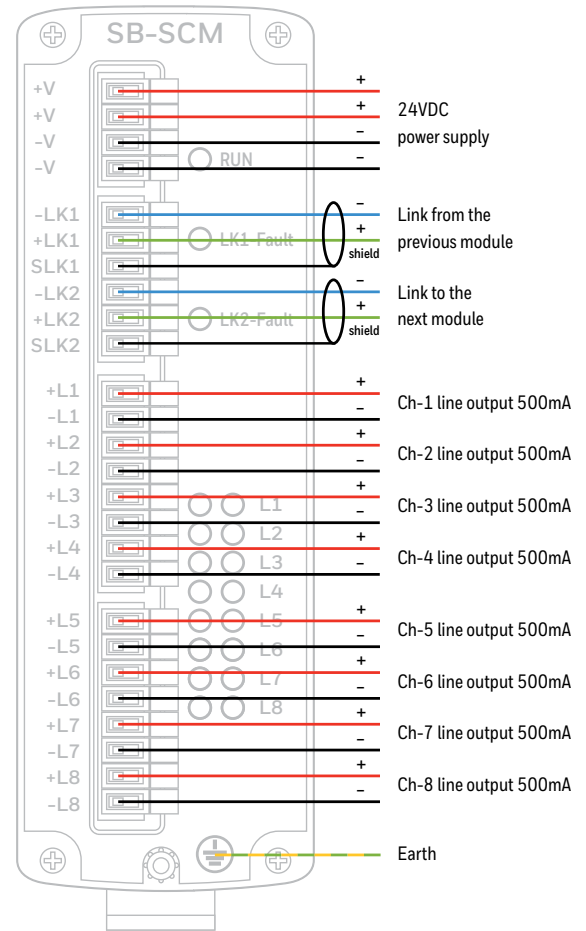 SB-SCM
+V +
+V + 24VDC
-V – power supply
-V – RUN
-LK1 – Link from the
+LK1 LK1-Fault + previous module
SLK1 shield
-LK2 – Link to the
+LK2 LK2-Fault + next module
SLK2 shield
+L1 + Ch-1 line output 500mA
-L1 –
+L2 + Ch-2 line output 500mA
-L2 –
+L3 + Ch-3 line output 500mA
-L3 – L1
+L4 + L2 Ch-4 line output 500mA
-L4 – L3
L4
+L5 + L5 Ch-5 line output 500mA
-L5 – L6
+L6 + L7 Ch-6 line output 500mA
-L6 – L8
+L7 + Ch-7 line output 500mA
-L7 –
+L8 + Ch-8 line output 500mA
-L8 –
Earth